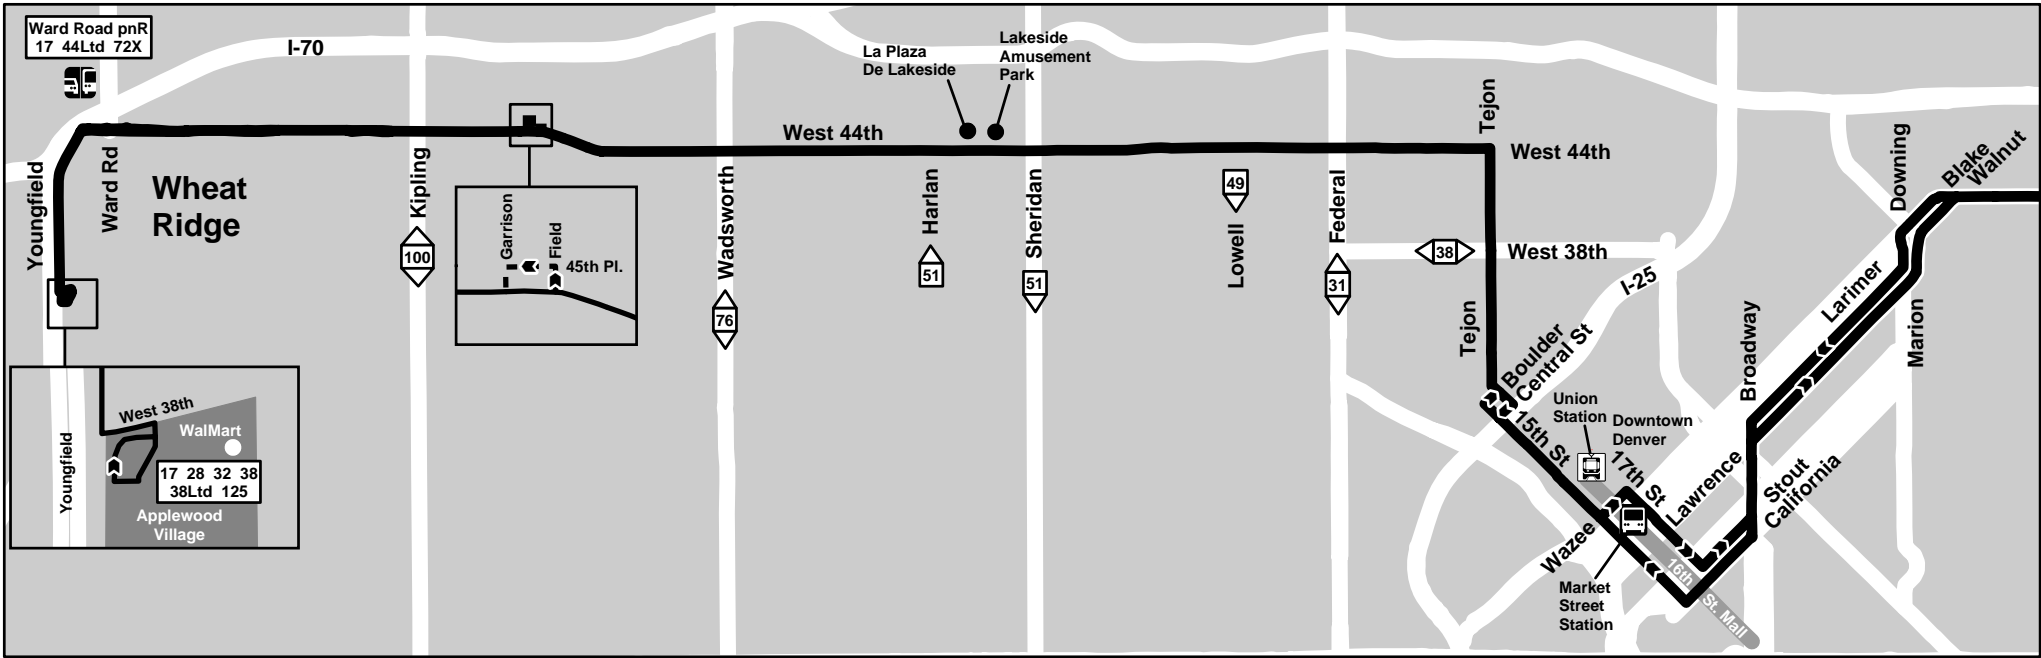 Ward Road pnR
17 44Ltd 72X
I-70
La Plaza
De Lakeside
Lakeside
Amusement
Park
Youngfield
Ward Rd
Wheat
Ridge
Kipling
100
Garrison
Field
45th Pl.
West 44th
Wadsworth
76
Harlan
51
Sheridan
51
Lowell
49
Federal
31
Tejon
West 44th
38
West 38th
Tejon
I-25
Boulder
Central St
15th St
Union
Station
Downtown
Denver
17th St
Wazee
Lawrence
Market
Street
Station
16th
St. Mall
Stout
California
Broadway
Larimer
Marion
Downing
Blake
Walnut
West 38th
WalMart
17 28 32 38
38Ltd 125
Applewood
Village
Youngfield